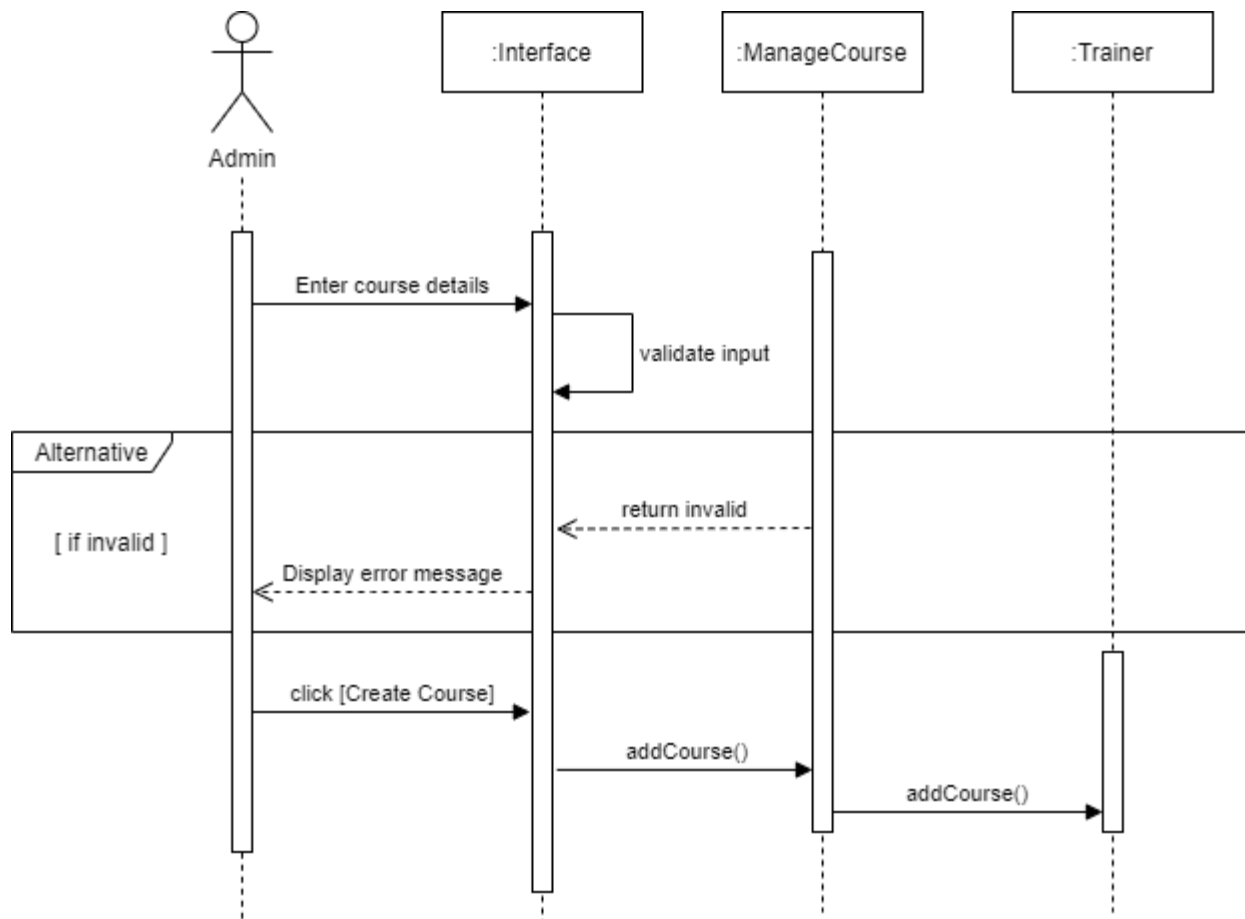 :Interface
:ManageCourse
:Trainer
Admin
Enter course details
validate input
Alternative
return invalid
[ if invalid ]
Display error message
click [Create Course]
addCourse()
addCourse()